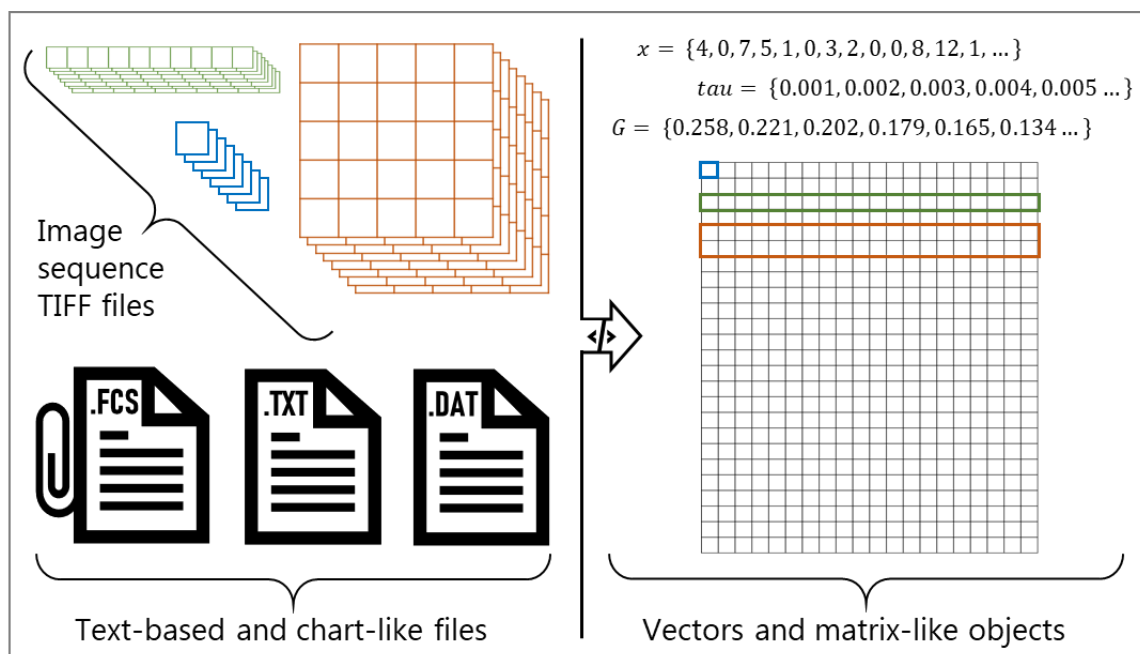 x = {4, 0, 7, 5, 1, 0, 3, 2, 0, 0, 8, 12, 1, ...}
tau = {0.001, 0.002, 0.003, 0.004, 0.005 ...}
G = {0.258, 0.221, 0.202, 0.179, 0.165, 0.134 ...}
Image
sequence
TIFF files
.FCS
.TXT
.DAT
</>
Text-based and chart-like files
Vectors and matrix-like objects